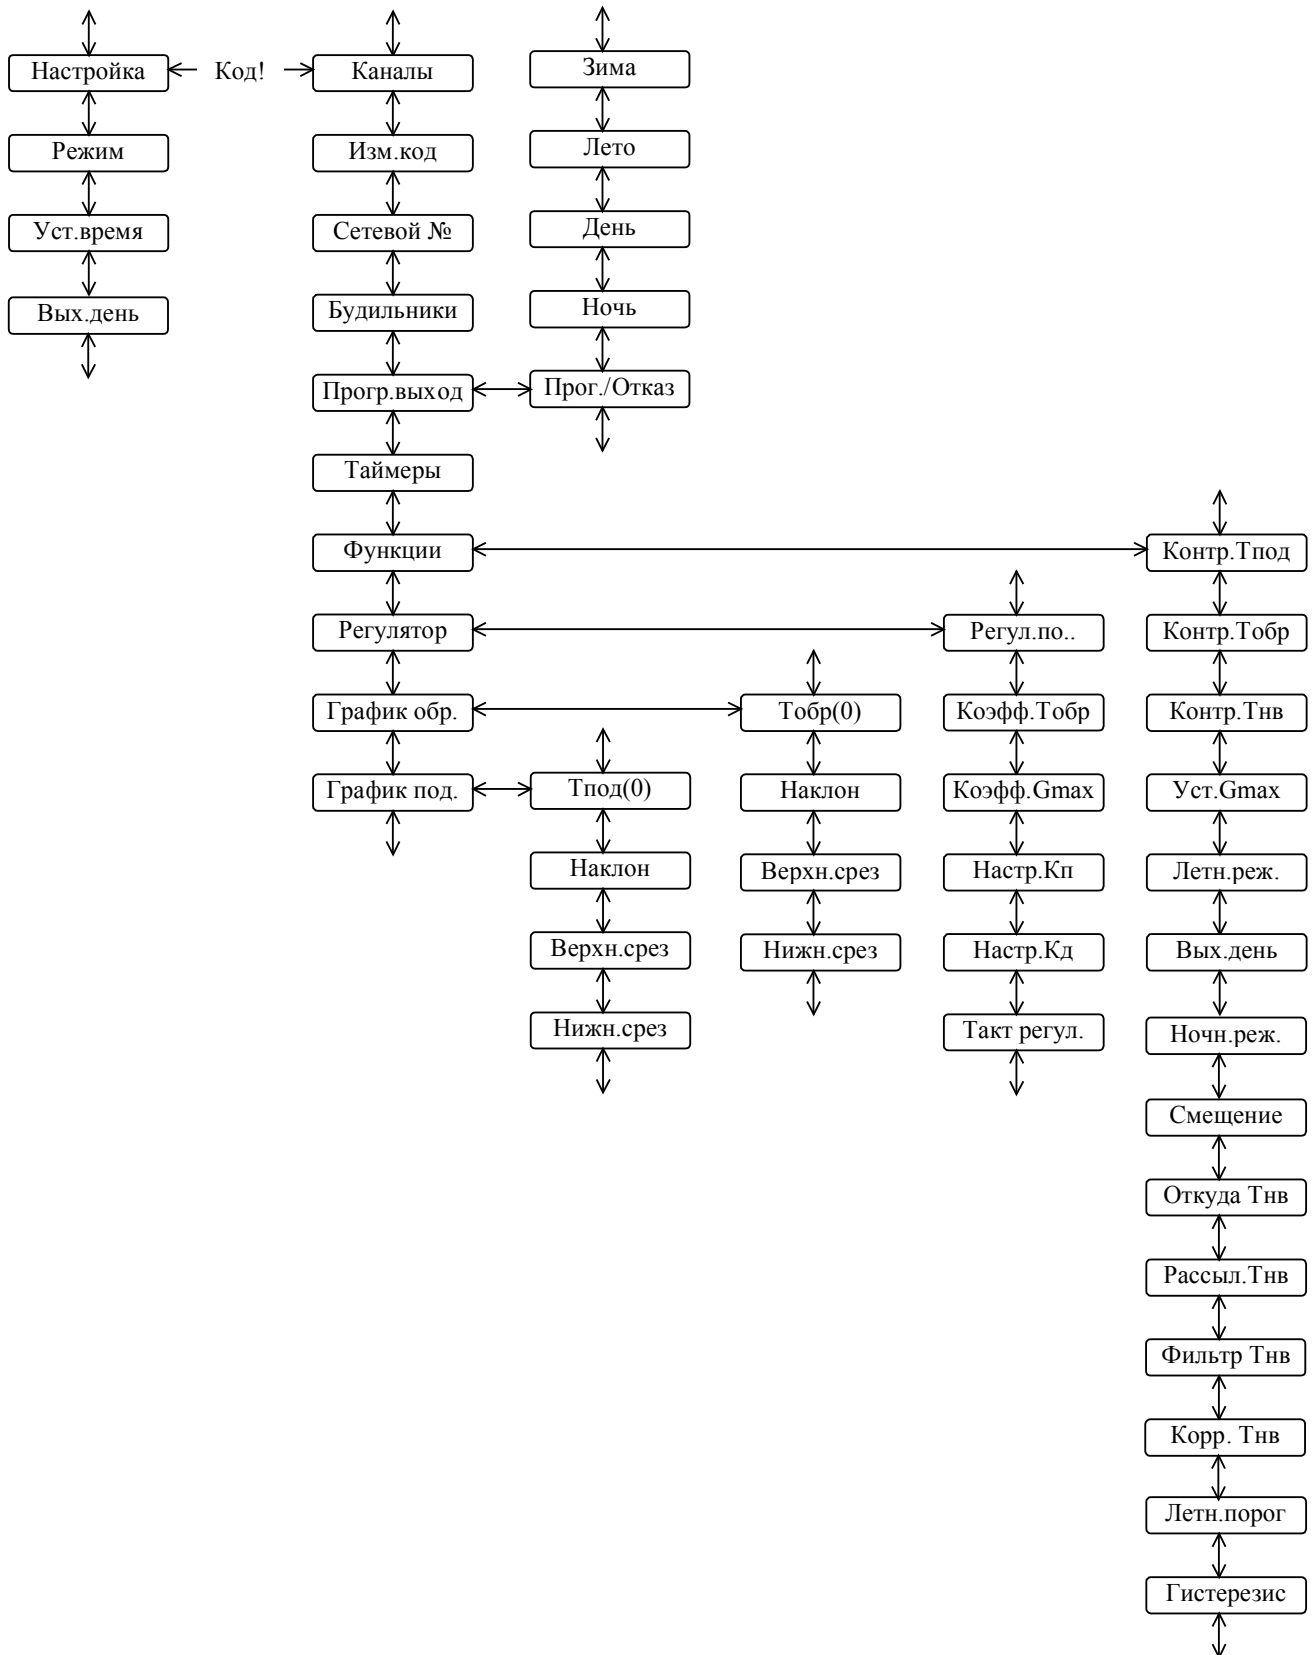 Настройка
Код!
Каналы
Зима
Режим
Изм.код
Лето
Уст.время
Сетевой №
День
Вых.день
Будильники
Ночь
Прогр.выход
Прог./Отказ
Таймеры
Функции
Контр.Тпод
Регулятор
Регул.по..
Контр.Тобр
График обр.
Тобр(0)
Коэфф.Тобр
Контр.Тнв
График под.
Тпод(0)
Наклон
Коэфф.Gmax
Уст.Gmax
Наклон
Верхн.срез
Настр.Кп
Летн.реж.
Верхн.срез
Нижн.срез
Настр.Кд
Вых.день
Нижн.срез
Такт регул.
Ночн.реж.
Смещение
Откуда Тнв
Рассыл.Тнв
Фильтр Тнв
Корр. Тнв
Летн.порог
Гистерезис